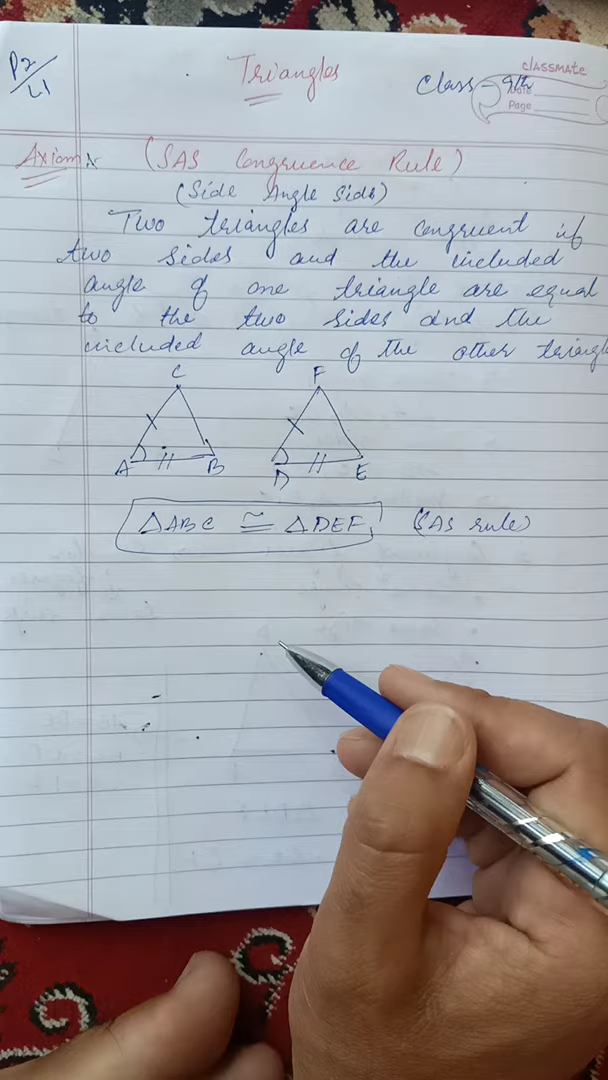 P2/L1
Triangles
Class - 9th
classmate
Date
Page
Axiom :- (SAS Congruence Rule)
(Side Angle Side)
Two triangles are congruent if
two sides and the included
angle of one triangle are equal
to the two sides and the
included angle of the other triangle
C F
A B D E
△ABC ≅ △DEF, (SAS rule)